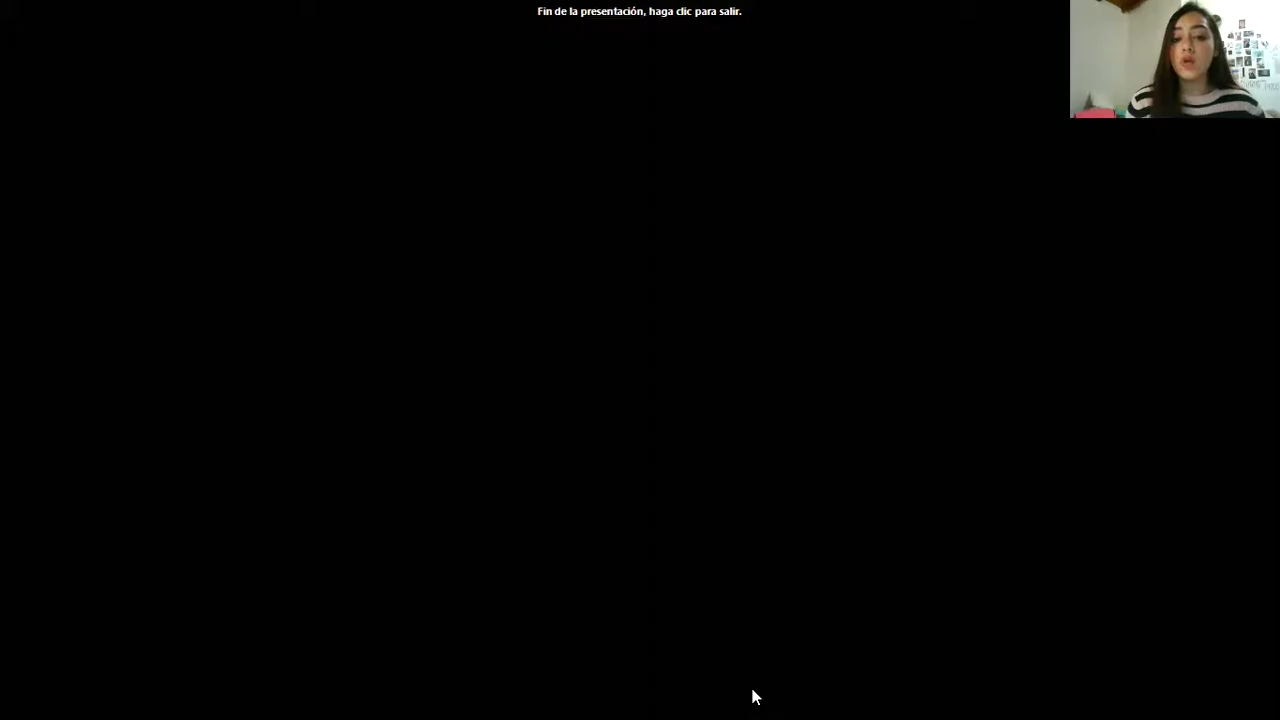 Fin de la presentación, haga clic para salir.